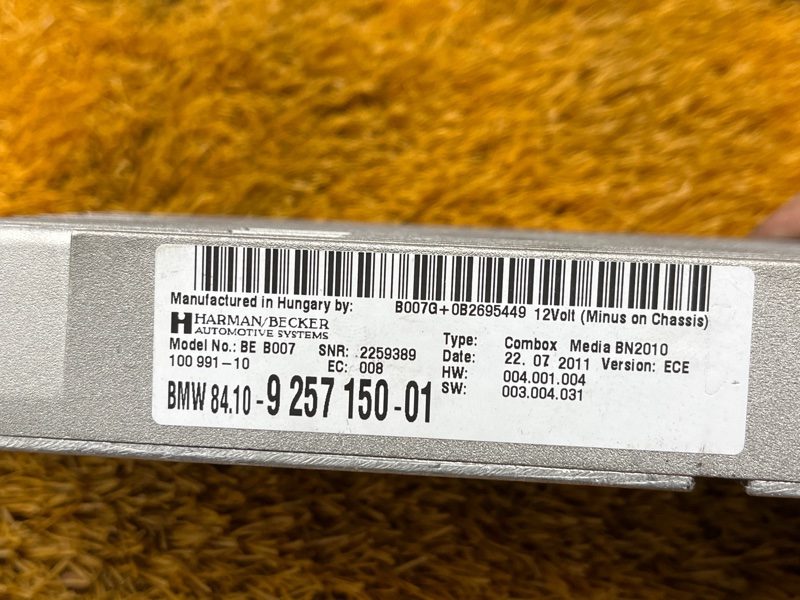 Manufactured in Hungary by: B007G+0B2695449 12Volt (Minus on Chassis)
HARMAN/BECKER
AUTOMOTIVE SYSTEMS
Model No.: BE B007 SNR: 2259389
100 991-10 EC: 008
BMW 84.10-9 257 150-01
Type: Combox Media BN2010
Date: 22. 07 2011 Version: ECE
HW: 004.001.004
SW: 003.004.031